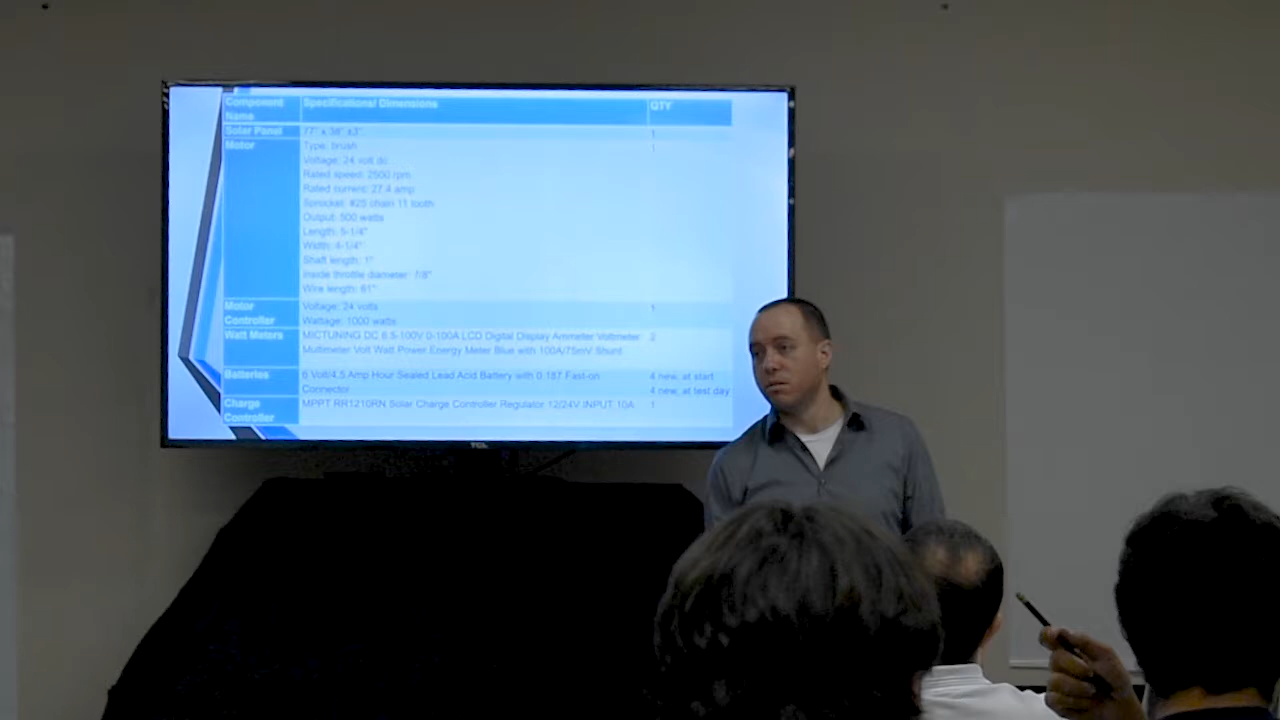 Component Specifications/ Dimensions QTY
Name
Solar Panel 77" x 39" x3" 1
Motor Type: brush 1
Voltage: 24 volt dc
Rated speed: 2500 rpm
Rated current: 27.4 amp
Sprocket: #25 chain 11 tooth
Output: 500 watts
Length: 5-1/4"
Width: 4-1/4"
Shaft length: 1"
Inside throttle diameter: 7/8"
Wire length: 61"
Motor Voltage: 24 volts 1
Controller Wattage: 1000 watts
Watt Meters MICTUNING DC 6.5-100V 0-100A LCD Digital Display Ammeter Voltmeter 2
Multimeter Volt Watt Power Energy Meter Blue with 100A/75mV Shunt
Batteries 6 Volt/4.5 Amp Hour Sealed Lead Acid Battery with 0.187 Fast-on 4 new, at start
Connector 4 new, at test day
Charge MPPT RR1210RN Solar Charge Controller Regulator 12/24V INPUT 10A 1
Controller
TCL